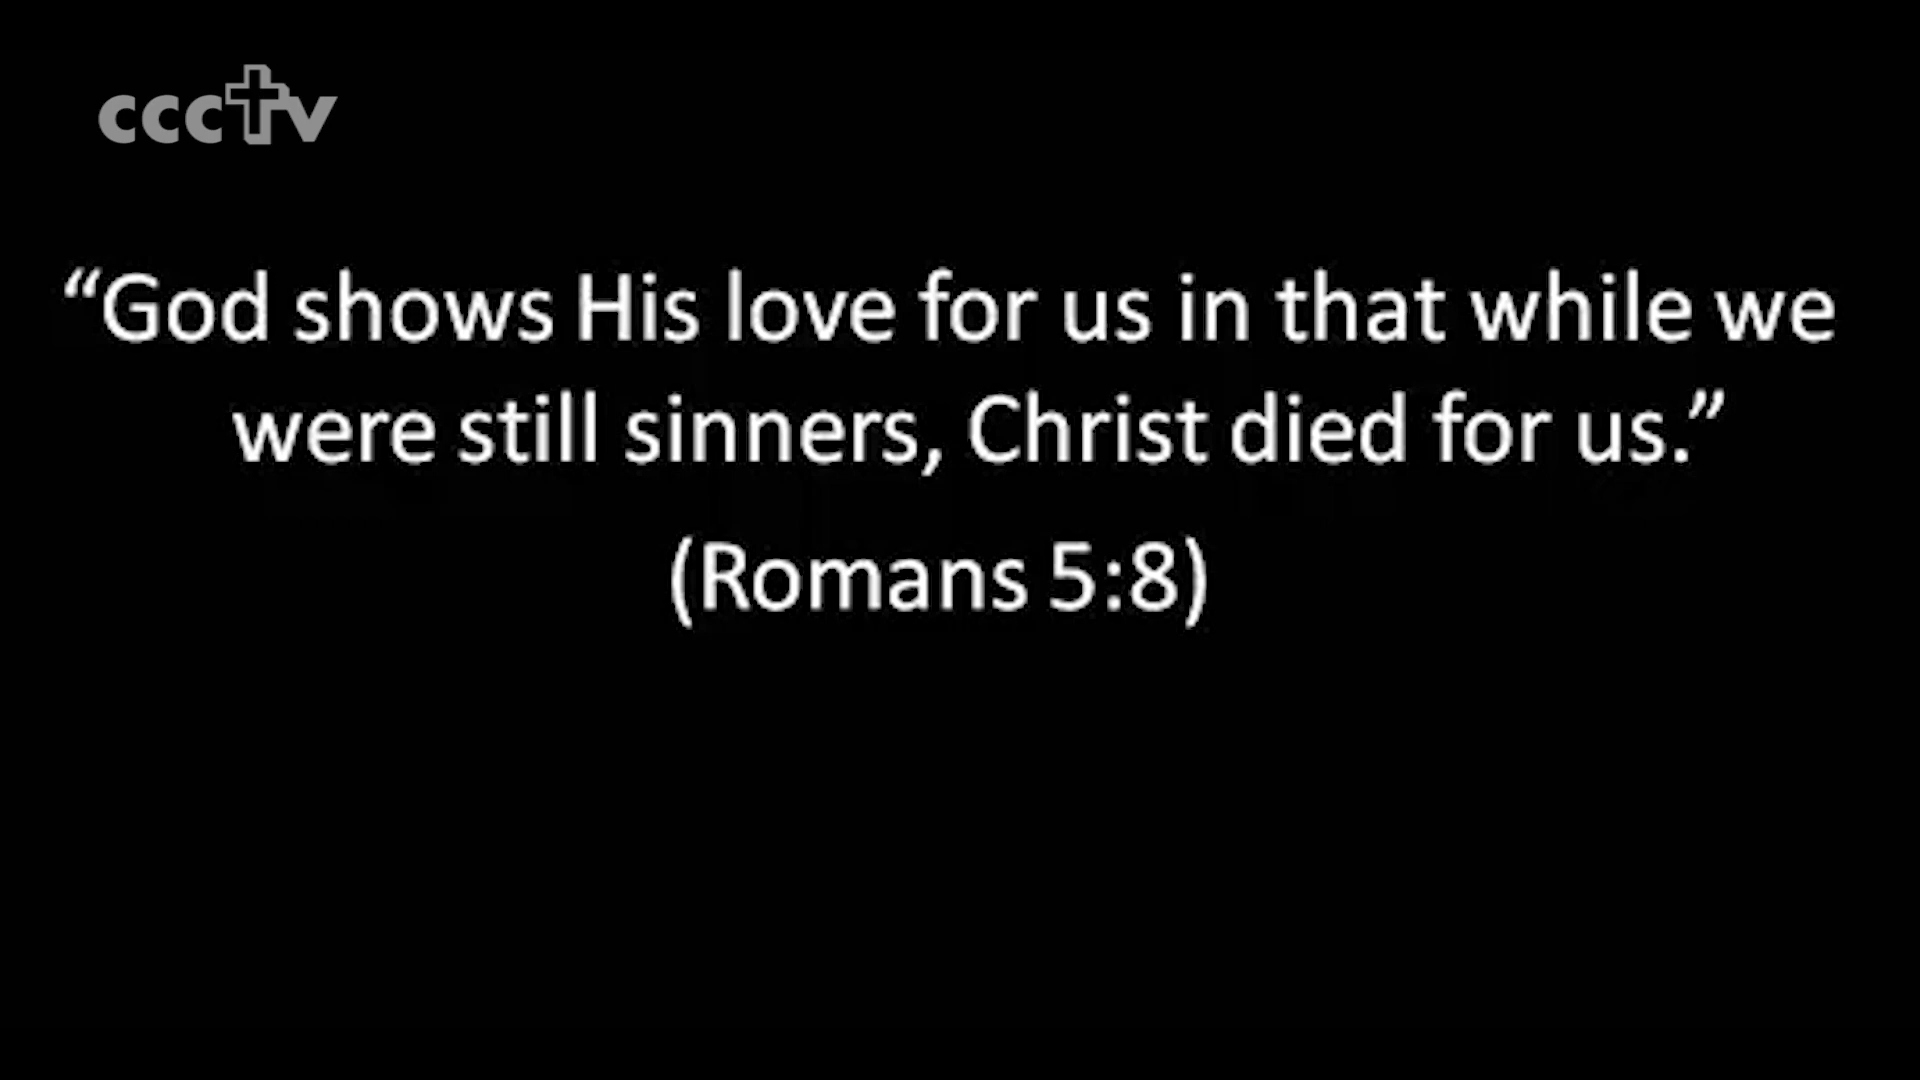 ccctv
“God shows His love for us in that while we
were still sinners, Christ died for us.”
(Romans 5:8)